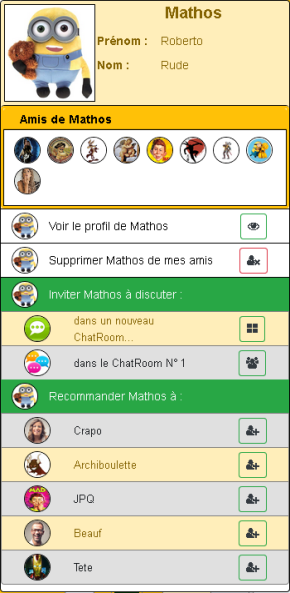 Mathos
Prénom : Roberto
Nom : Rude
Amis de Mathos
Voir le profil de Mathos
Supprimer Mathos de mes amis
Inviter Mathos à discuter :
dans un nouveau
ChatRoom...
dans le ChatRoom N° 1
Recommander Mathos à :
Crapo
Archiboulette
JPQ
Beauf
Tete